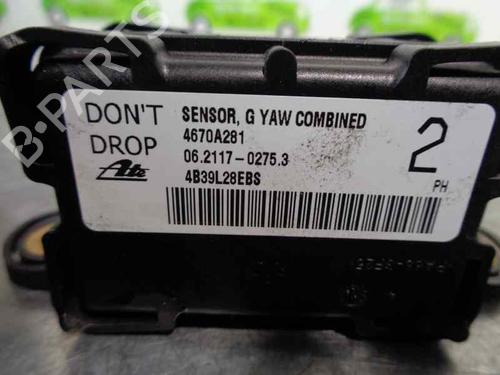 B-PARTS
DON'T
DROP
Ate
SENSOR, G YAW COMBINED
4670A281
06.2117-0275.3
4B39L28EBS
2
PH